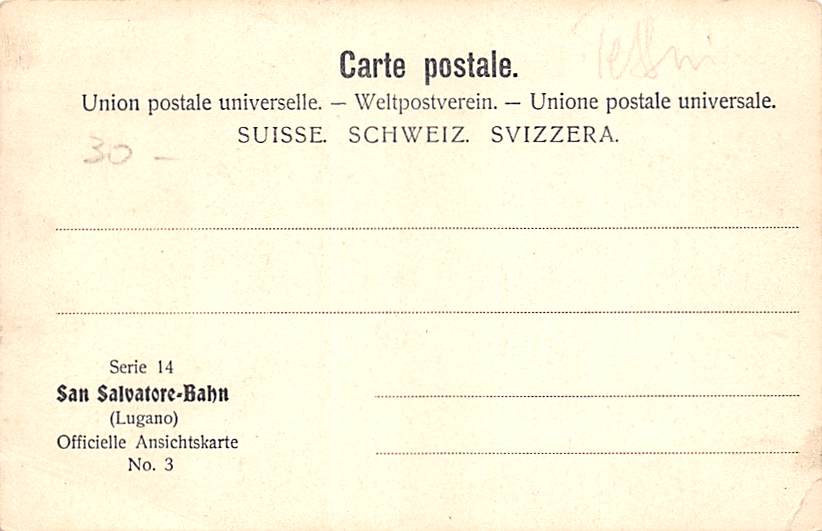 Carte postale.
Union postale universelle. — Weltpostverein. — Unione postale universale.
SUISSE. SCHWEIZ. SVIZZERA.
30 —
Serie 14
San Salvatore-Bahn
(Lugano)
Officielle Ansichtskarte
No. 3